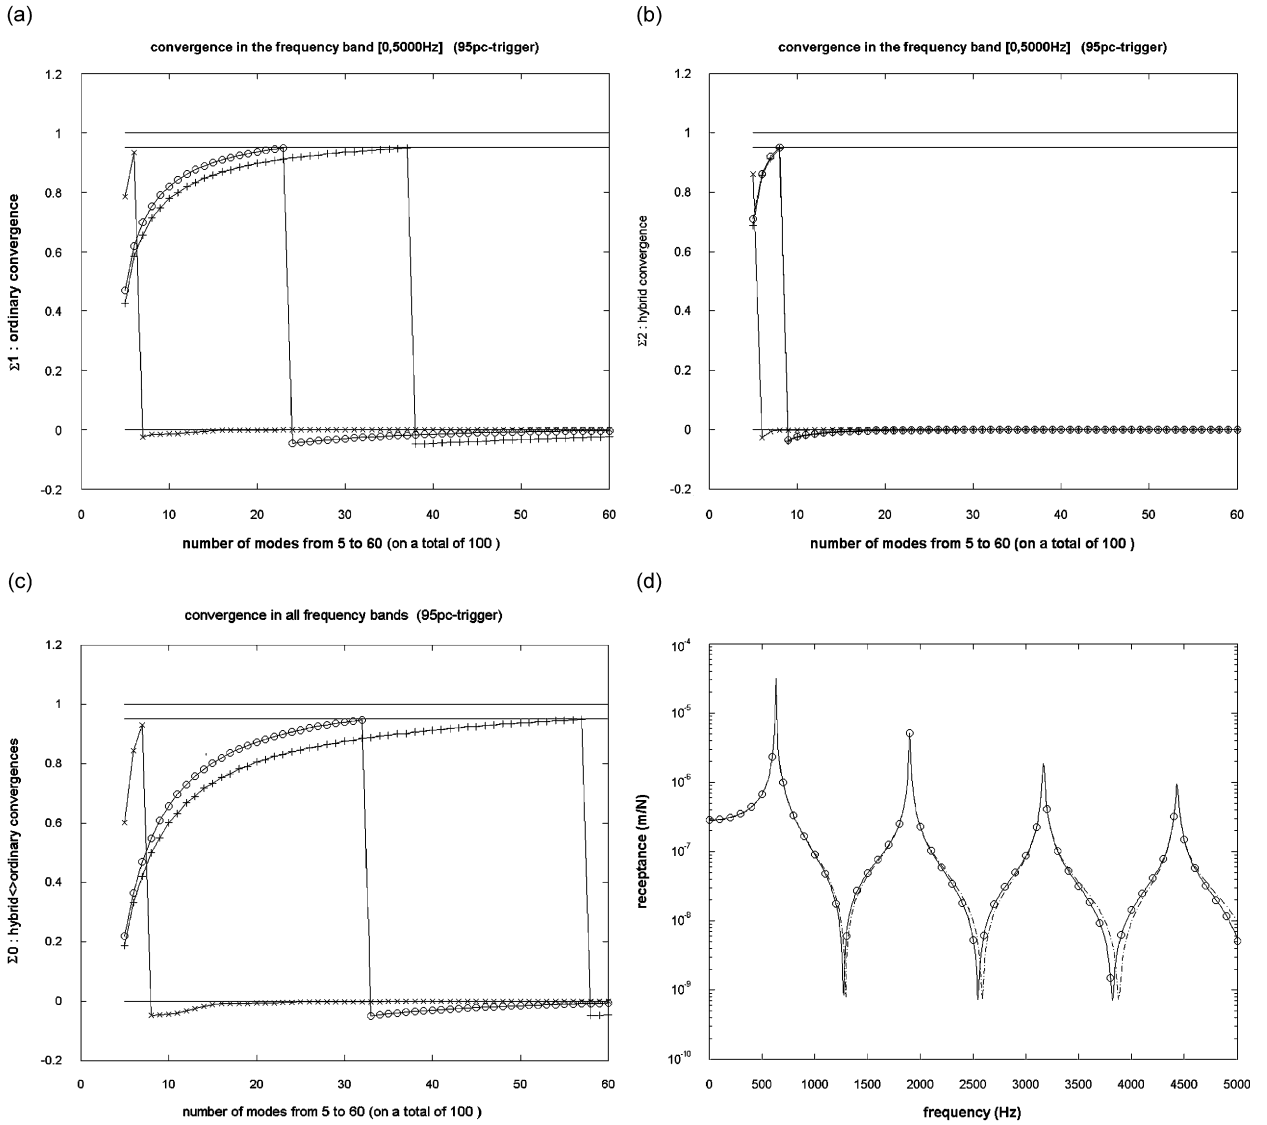 (a)
convergence in the frequency band [0,5000Hz] (95pc-trigger)
1.2
1
0.8
0.6
0.4
0.2
0
-0.2
Σ1 : ordinary convergence
0 10 20 30 40 50 60
number of modes from 5 to 60 (on a total of 100 )
(b)
convergence in the frequency band [0,5000Hz] (95pc-trigger)
1.2
1
0.8
0.6
0.4
0.2
0
-0.2
Σ2 : hybrid convergence
0 10 20 30 40 50 60
number of modes from 5 to 60 (on a total of 100 )
(c)
convergence in all frequency bands (95pc-trigger)
1.2
1
0.8
0.6
0.4
0.2
0
-0.2
Σ0 : hybrid<>ordinary convergences
0 10 20 30 40 50 60
number of modes from 5 to 60 (on a total of 100 )
(d)
10⁻⁴
10⁻⁵
10⁻⁶
10⁻⁷
10⁻⁸
10⁻⁹
10⁻¹⁰
receptance (m/N)
0 500 1000 1500 2000 2500 3000 3500 4000 4500 5000
frequency (Hz)